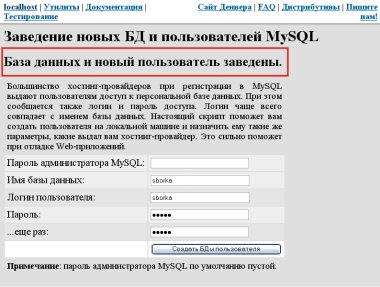 localhost | Утилиты | Документация | Сайт Денвера | FAQ | Дистрибутивы | Пишите
Тестирование нам!
Заведение новых БД и пользователей MySQL
База данных и новый пользователь заведены.
Большинство хостинг-провайдеров при регистрации в MySQL
выдают пользователям доступ к персональной базе данных. При этом
сообщается также логин и пароль доступа. Логин чаще всего
совпадает с именем базы данных. Настоящий скрипт поможет вам
создать пользователя на локальной машине и назначить ему такие же
параметры, какие выдал вам хостинг-провайдер. Это сильно поможет
при отладке Web-приложений.
Пароль администратора MySQL:
Имя базы данных: sborka
Логин пользователя: sborka
Пароль: •••••
...еще раз: •••••
Создать БД и пользователя
Примечание: пароль администратора MySQL по умолчанию пустой.